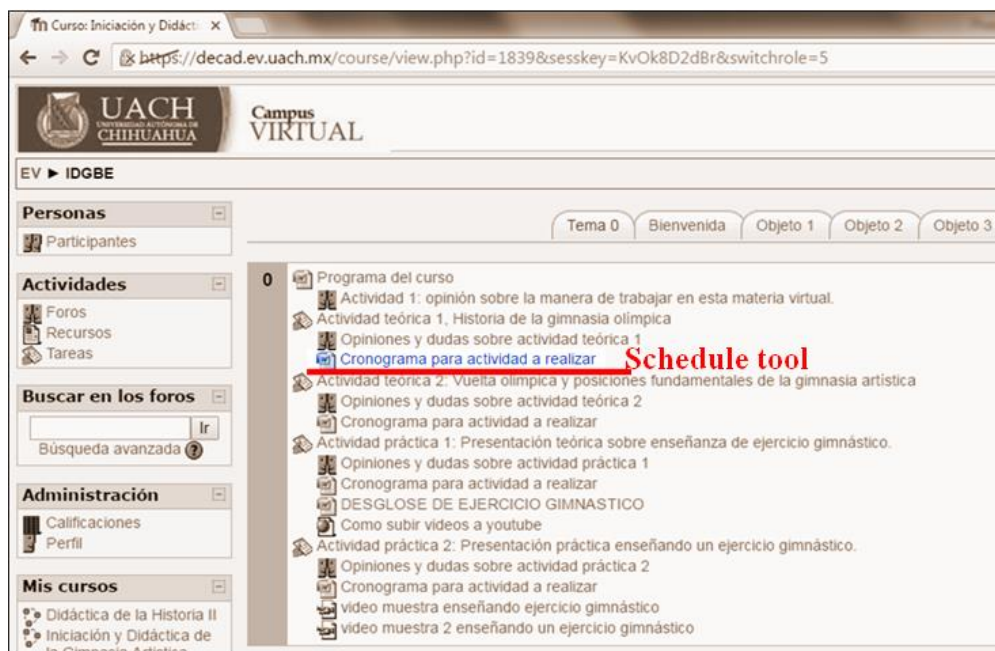 Curso: Iniciación y Didácti
https://decad.ev.uach.mx/course/view.php?id=1839&sesskey=KvOk8D2dBr&switchrole=5
UACH
UNIVERSIDAD AUTÓNOMA DE
CHIHUAHUA
Campus
VIRTUAL
EV ► IDGBE
Personas
Participantes
Actividades
Foros
Recursos
Tareas
Buscar en los foros
Ir
Búsqueda avanzada
Administración
Calificaciones
Perfil
Mis cursos
Didáctica de la Historia II
Iniciación y Didáctica de
la Gimnasia Artistica
Tema 0 Bienvenida Objeto 1 Objeto 2 Objeto 3
0 Programa del curso
Actividad 1: opinión sobre la manera de trabajar en esta materia virtual.
Actividad teórica 1, Historia de la gimnasia olímpica
Opiniones y dudas sobre actividad teórica 1
Cronograma para actividad a realizar Schedule tool
Actividad teórica 2: Vuelta olímpica y posiciones fundamentales de la gimnasia artística
Opiniones y dudas sobre actividad teórica 2
Cronograma para actividad a realizar
Actividad práctica 1: Presentación teórica sobre enseñanza de ejercicio gimnástico.
Opiniones y dudas sobre actividad práctica 1
Cronograma para actividad a realizar
DESGLOSE DE EJERCICIO GIMNASTICO
Como subir videos a youtube
Actividad práctica 2: Presentación práctica enseñando un ejercicio gimnástico.
Opiniones y dudas sobre actividad práctica 2
Cronograma para actividad a realizar
video muestra enseñando ejercicio gimnástico
video muestra 2 enseñando un ejercicio gimnástico